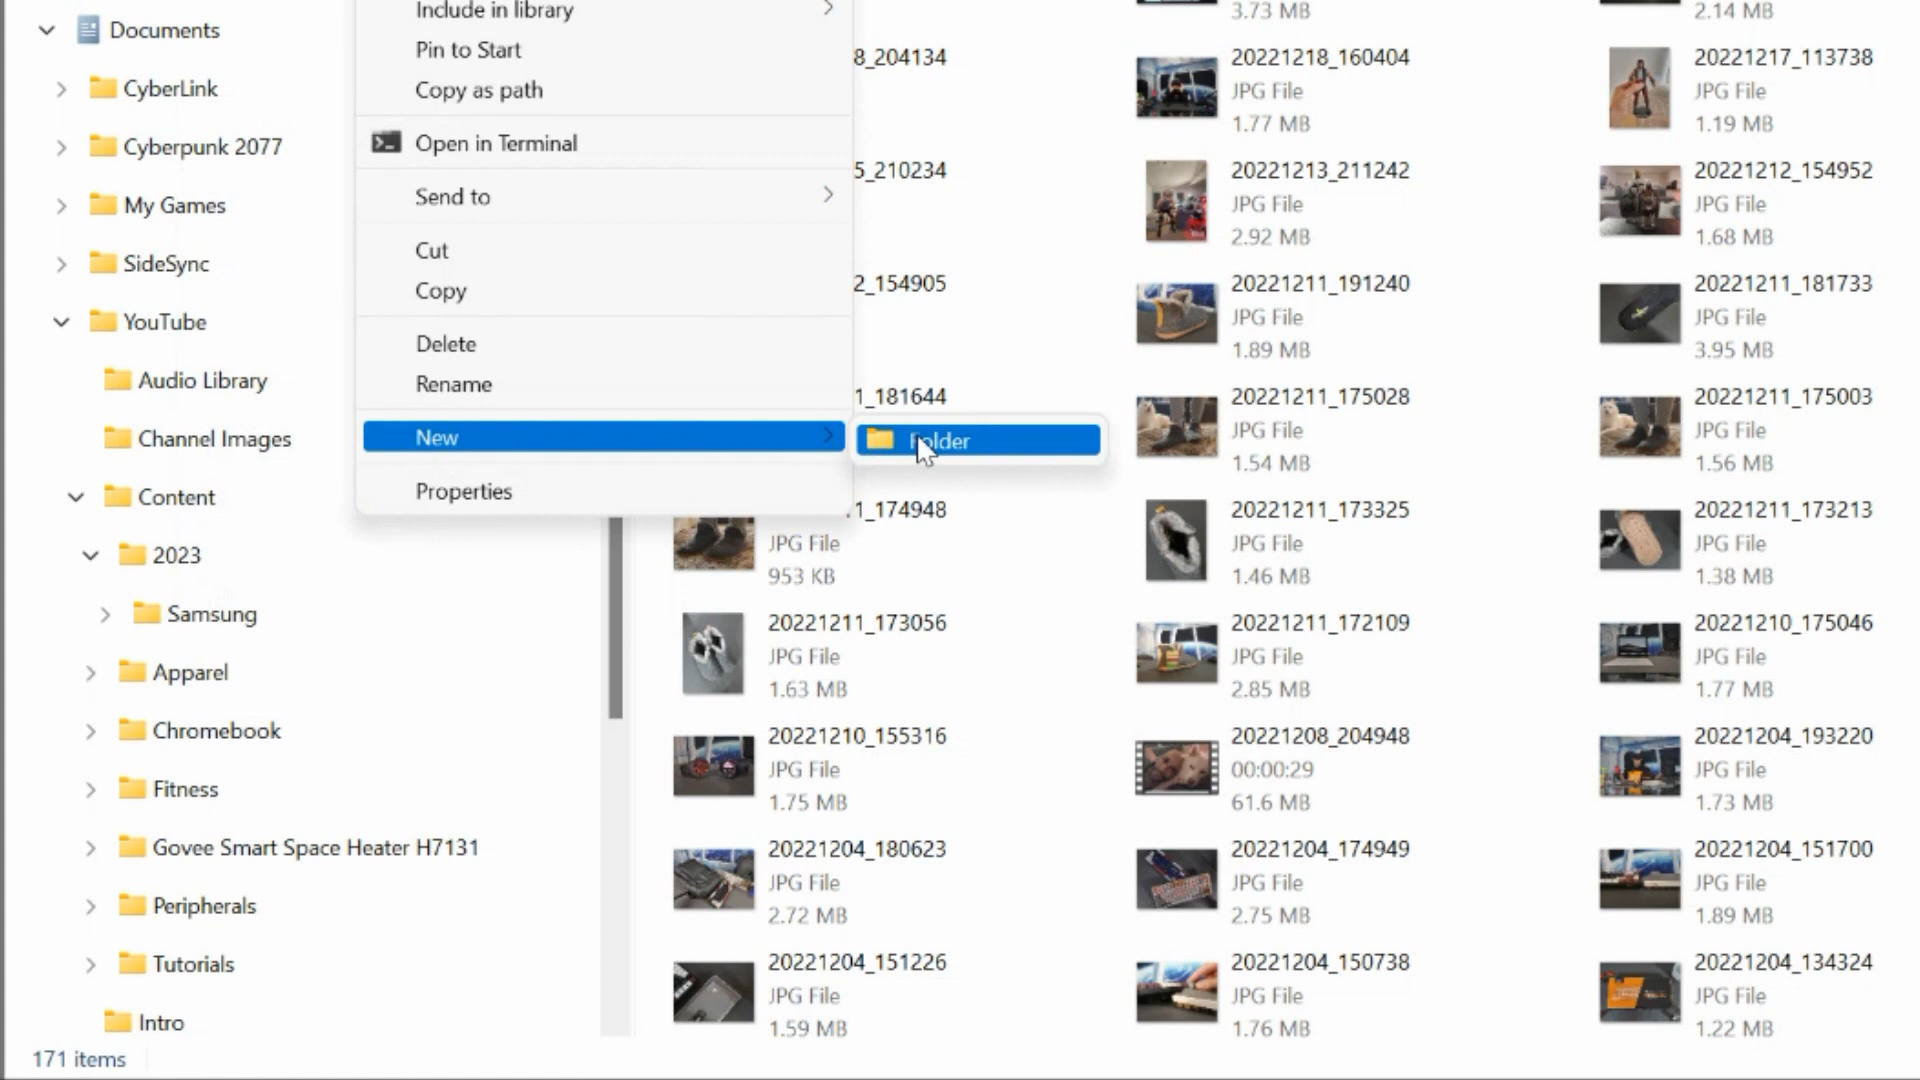 Documents
CyberLink
Cyberpunk 2077
My Games
SideSync
YouTube
Audio Library
Channel Images
Content
2023
Samsung
Apparel
Chromebook
Fitness
Govee Smart Space Heater H7131
Peripherals
Tutorials
Intro
171 items
Include in library
Pin to Start
Copy as path
Open in Terminal
Send to
Cut
Copy
Delete
Rename
New
Properties
Folder
3.73 MB
2.14 MB
8_204134
20221218_160404
JPG File
1.77 MB
20221217_113738
JPG File
1.19 MB
5_210234
20221213_211242
JPG File
2.92 MB
20221212_154952
JPG File
1.68 MB
2_154905
20221211_191240
JPG File
1.89 MB
20221211_181733
JPG File
3.95 MB
1_181644
20221211_175028
JPG File
1.54 MB
20221211_175003
JPG File
1.56 MB
1_174948
JPG File
953 KB
20221211_173325
JPG File
1.46 MB
20221211_173213
JPG File
1.38 MB
20221211_173056
JPG File
1.63 MB
20221211_172109
JPG File
2.85 MB
20221210_175046
JPG File
1.77 MB
20221210_155316
JPG File
1.75 MB
20221208_204948
00:00:29
61.6 MB
20221204_193220
JPG File
1.73 MB
20221204_180623
JPG File
2.72 MB
20221204_174949
JPG File
2.75 MB
20221204_151700
JPG File
1.89 MB
20221204_151226
JPG File
1.59 MB
20221204_150738
JPG File
1.76 MB
20221204_134324
JPG File
1.22 MB